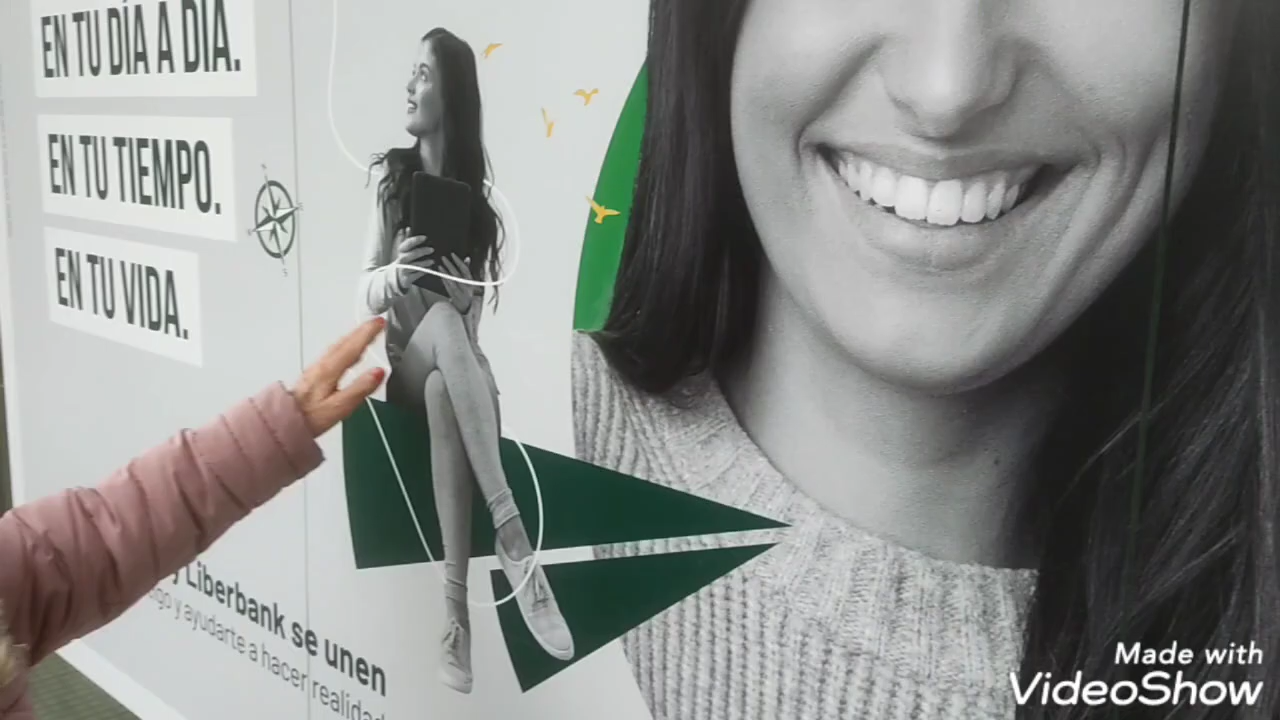 EN TU DÍA A DÍA.
EN TU TIEMPO.
EN TU VIDA.
y Liberbank se unen
y ayudarte a hacer realidad
Made with
VideoShow